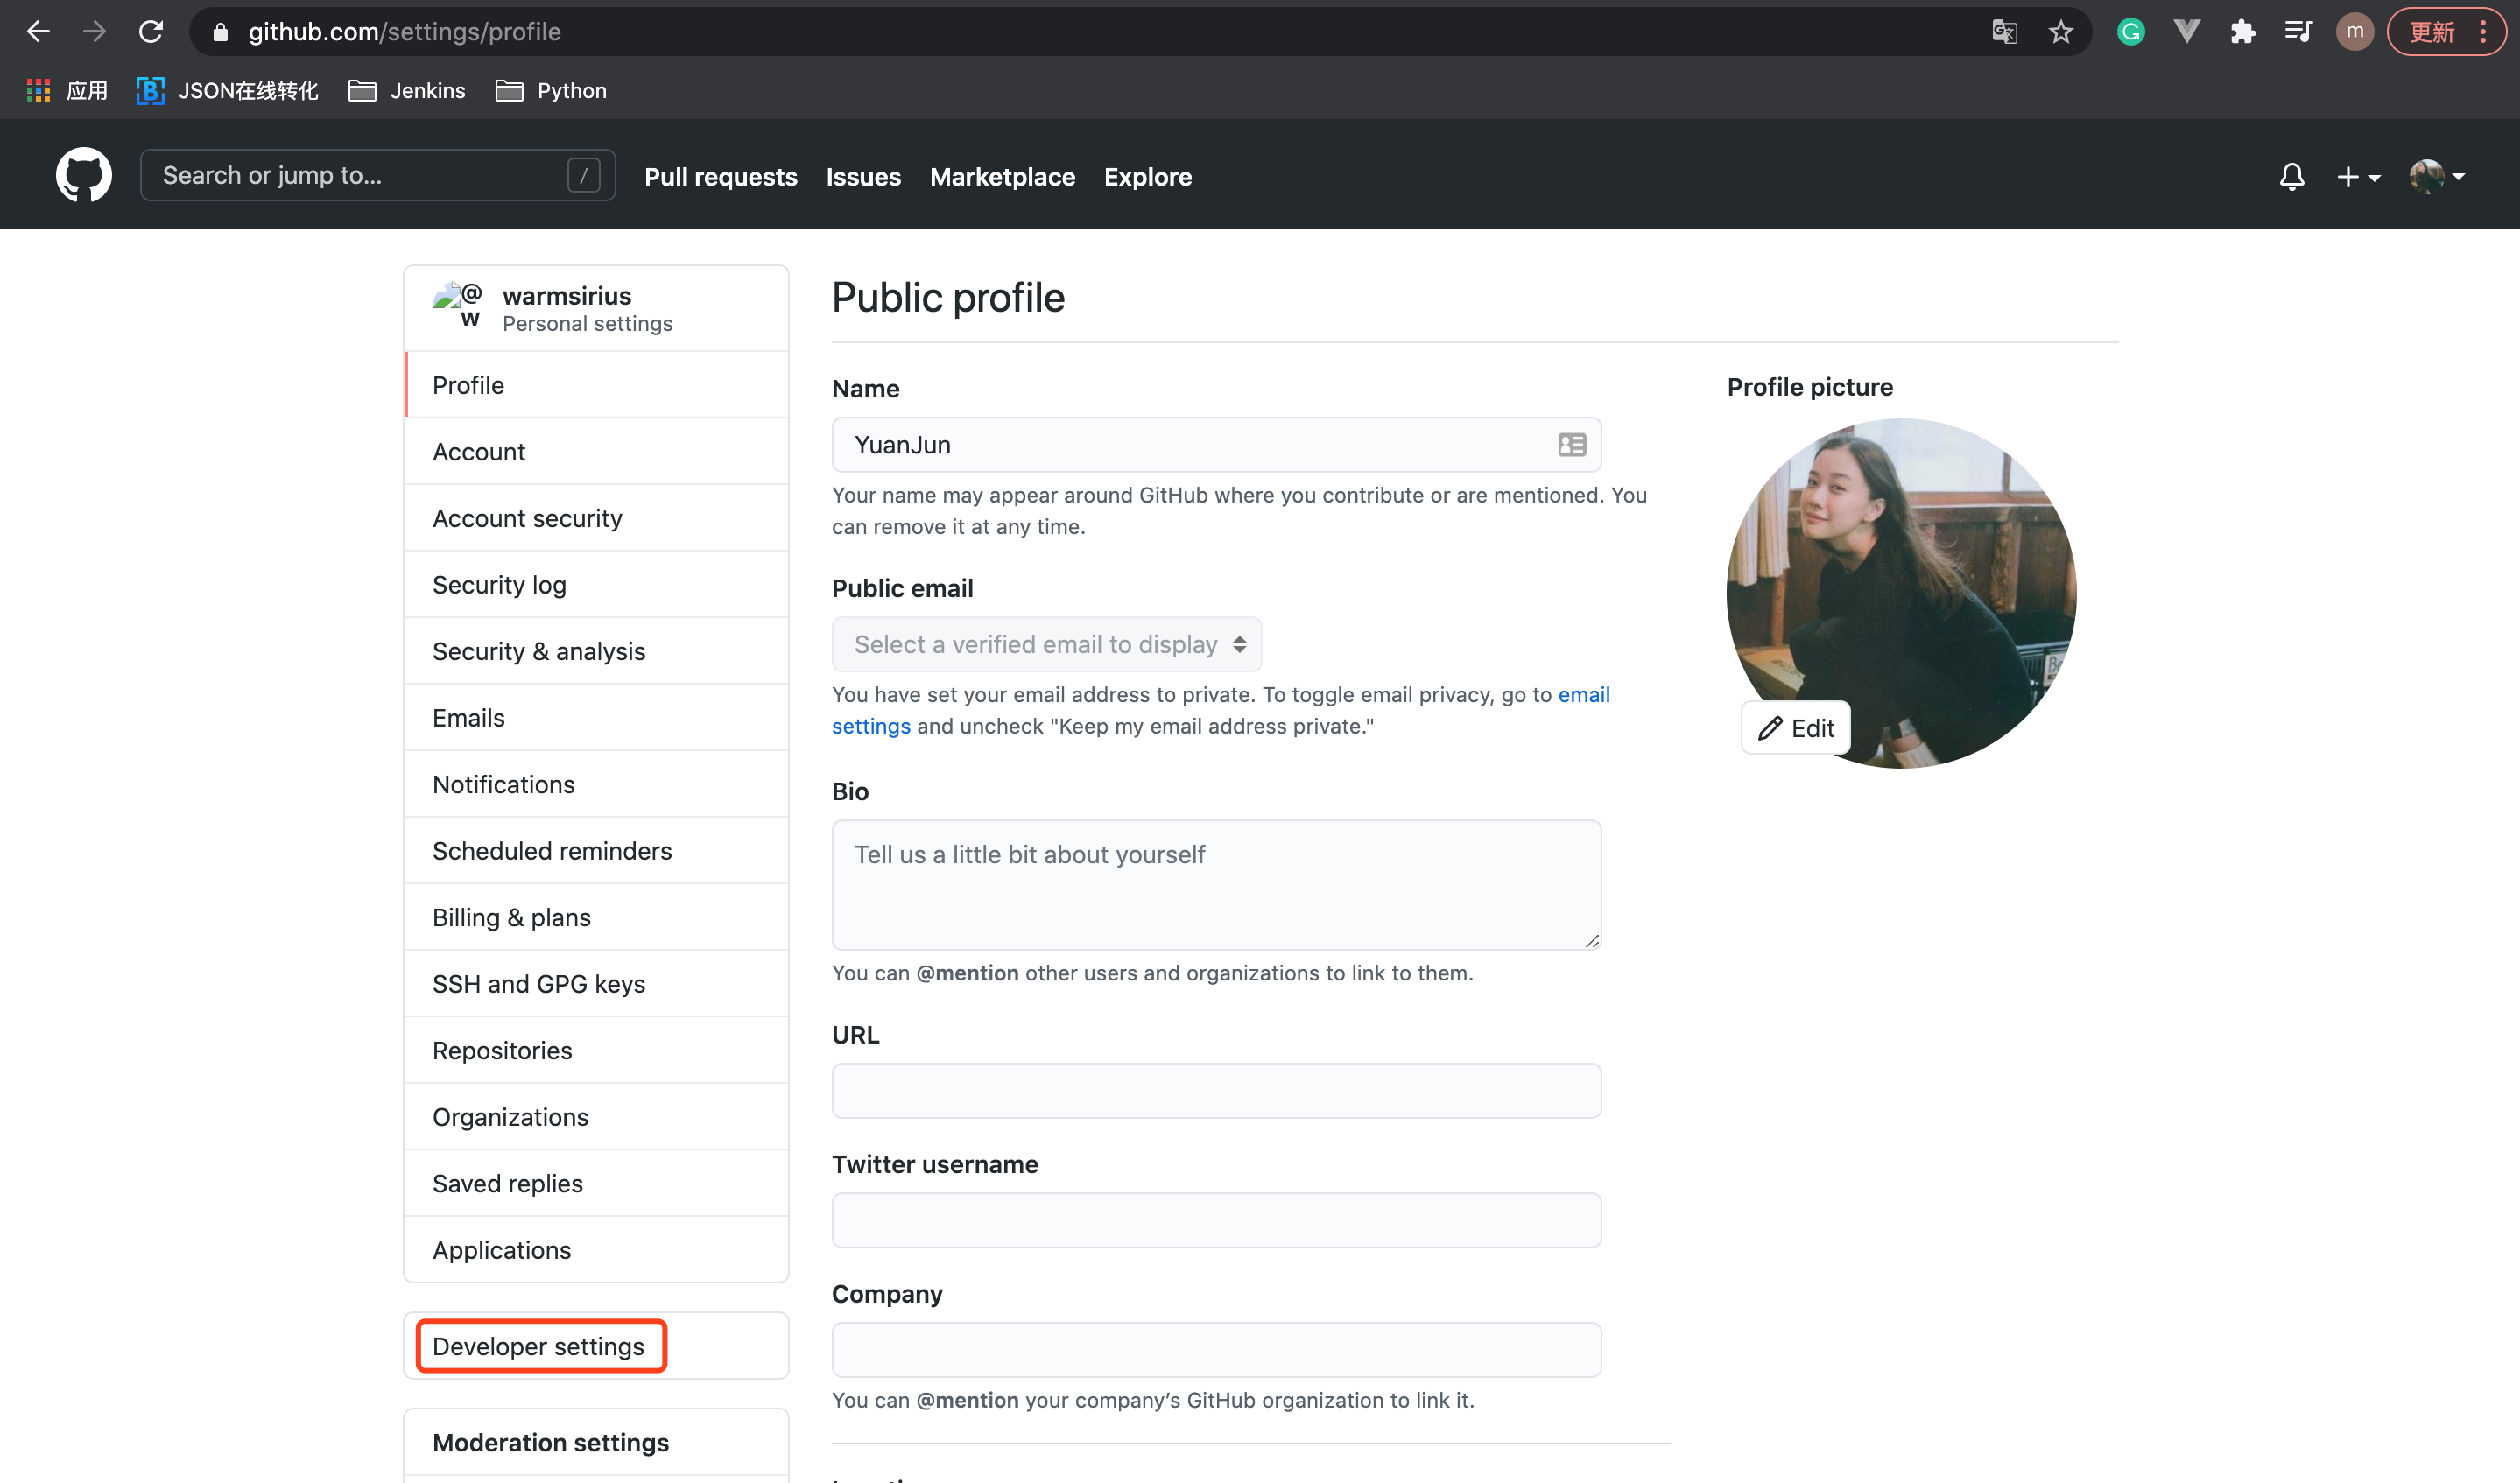 github.com/settings/profile
m
更新
应用
JSON在线转化
Jenkins
Python
Search or jump to...
/
Pull requests
Issues
Marketplace
Explore
@
w
warmsirius
Personal settings
Profile
Account
Account security
Security log
Security & analysis
Emails
Notifications
Scheduled reminders
Billing & plans
SSH and GPG keys
Repositories
Organizations
Saved replies
Applications
Developer settings
Moderation settings
Public profile
Name
YuanJun
Your name may appear around GitHub where you contribute or are mentioned. You
can remove it at any time.
Public email
Select a verified email to display
You have set your email address to private. To toggle email privacy, go to email
settings and uncheck "Keep my email address private."
Bio
Tell us a little bit about yourself
You can @mention other users and organizations to link to them.
URL
Twitter username
Company
You can @mention your company’s GitHub organization to link it.
Profile picture
Edit